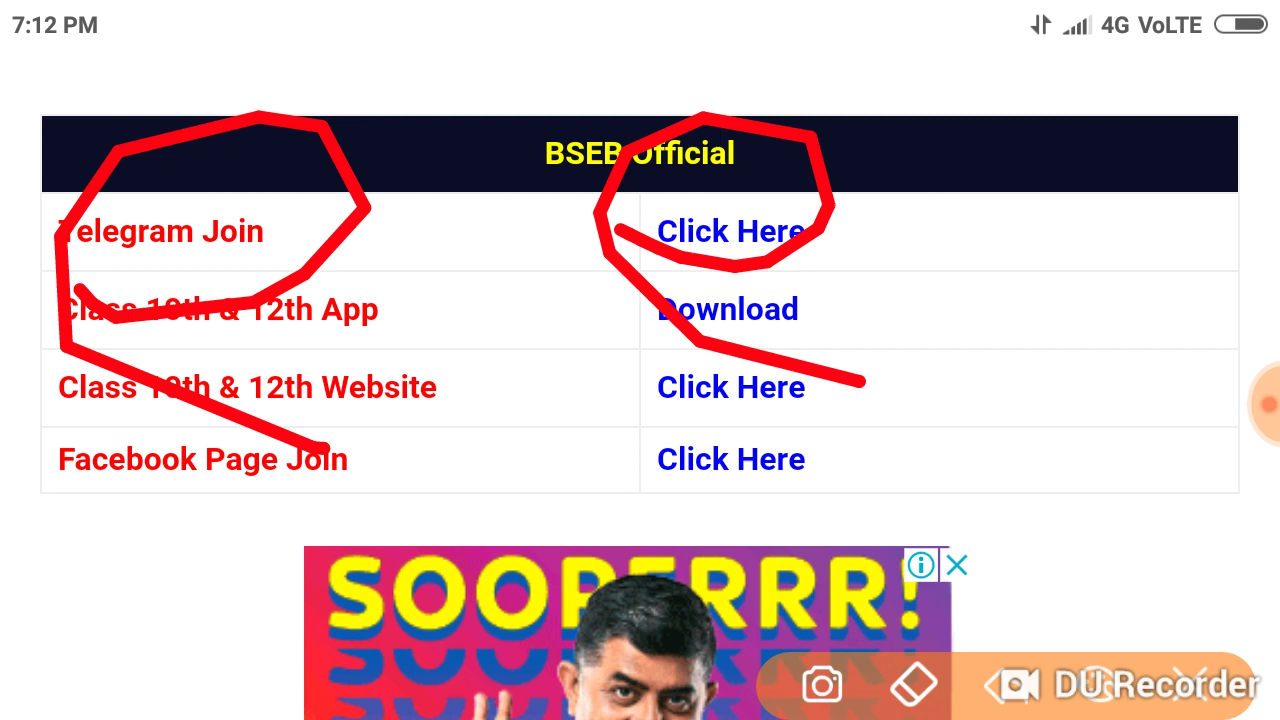 7:12 PM 4G VoLTE
BSEB Official
Telegram Join Click Here
Class 10th & 12th App Download
Class 10th & 12th Website Click Here
Facebook Page Join Click Here
SOOPERRR!
DU Recorder